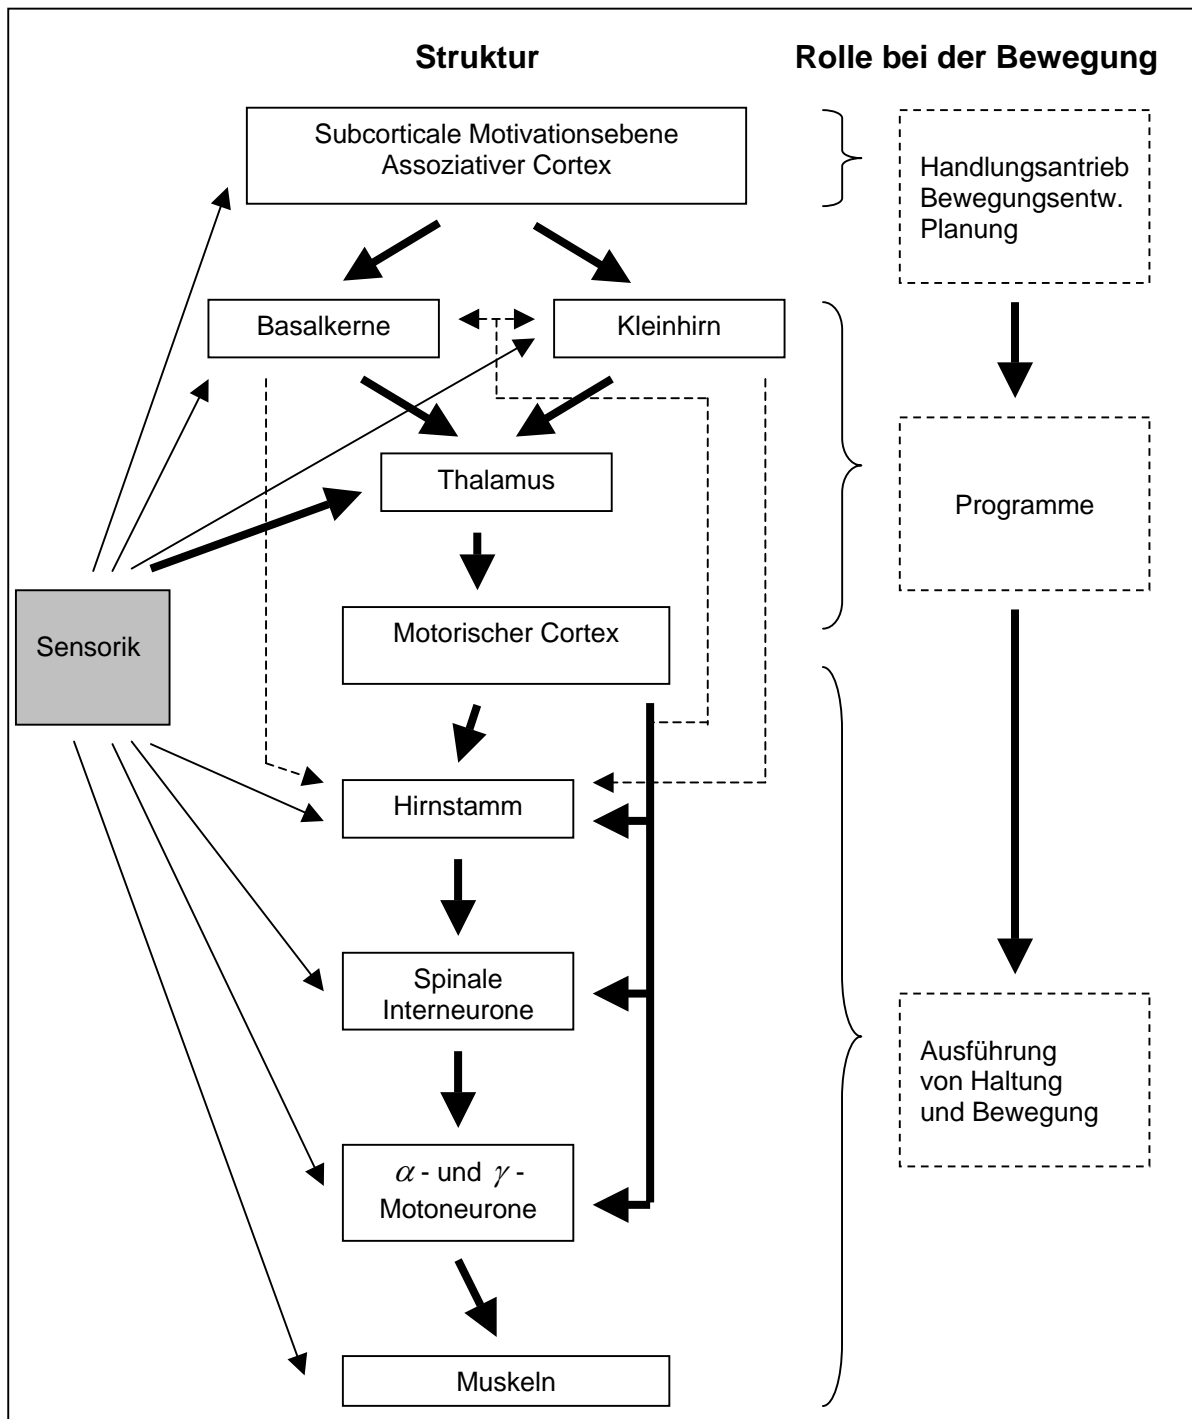 Struktur
Rolle bei der Bewegung
Subcorticale Motivationsebene
Assoziativer Cortex
Handlungsantrieb
Bewegungsentw.
Planung
Basalkerne
Kleinhirn
Thalamus
Programme
Motorischer Cortex
Sensorik
Hirnstamm
Spinale
Interneurone
Ausführung
von Haltung
und Bewegung
α - und γ -
Motoneurone
Muskeln